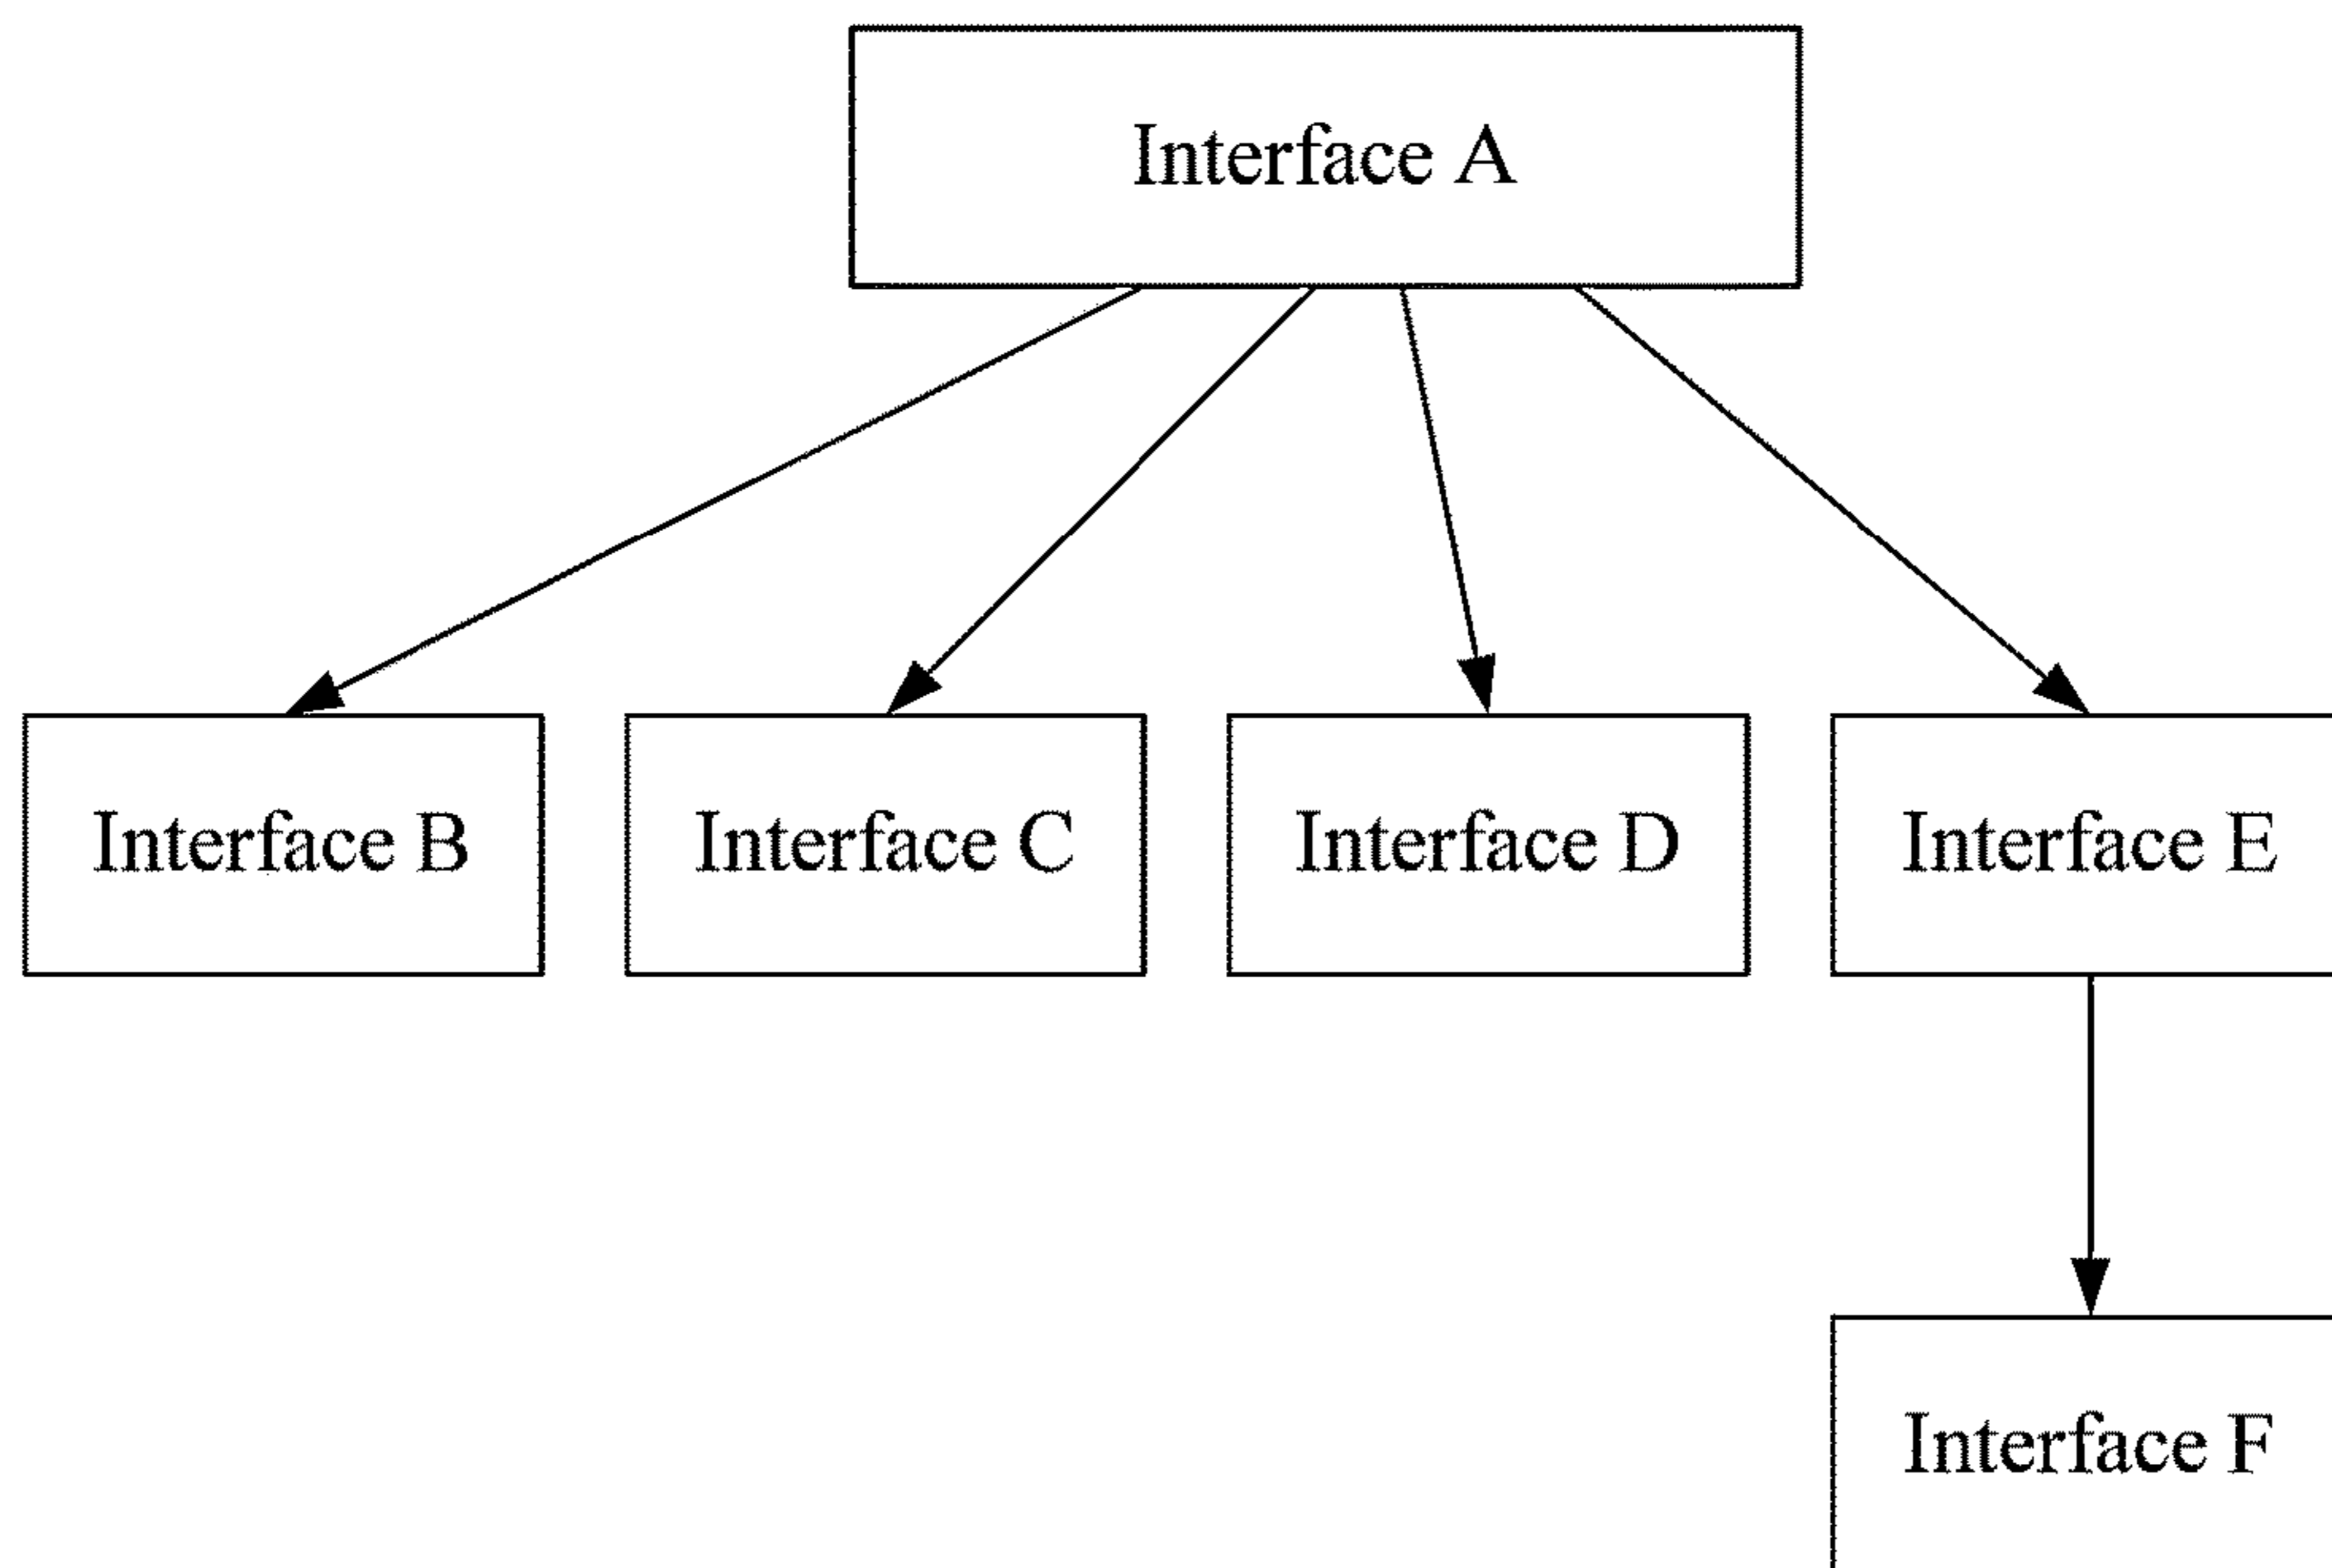 Interface A
Interface B
Interface C
Interface D
Interface E
Interface F